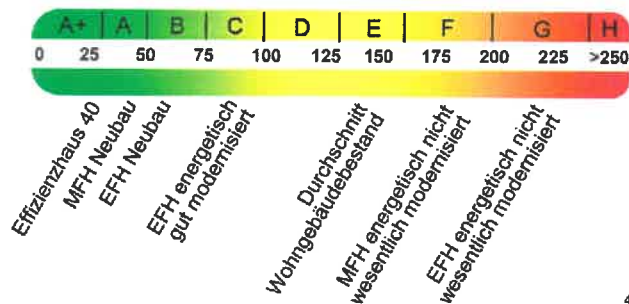 A+ A B C D E F G H
0 25 50 75 100 125 150 175 200 225 >250
Effizienzhaus 40
MFH Neubau
EFH Neubau
EFH energetisch
gut modernisiert
Durchschnitt
Wohngebäudebestand
MFH energetisch nicht
wesentlich modernisiert
EFH energetisch nicht
wesentlich modernisiert